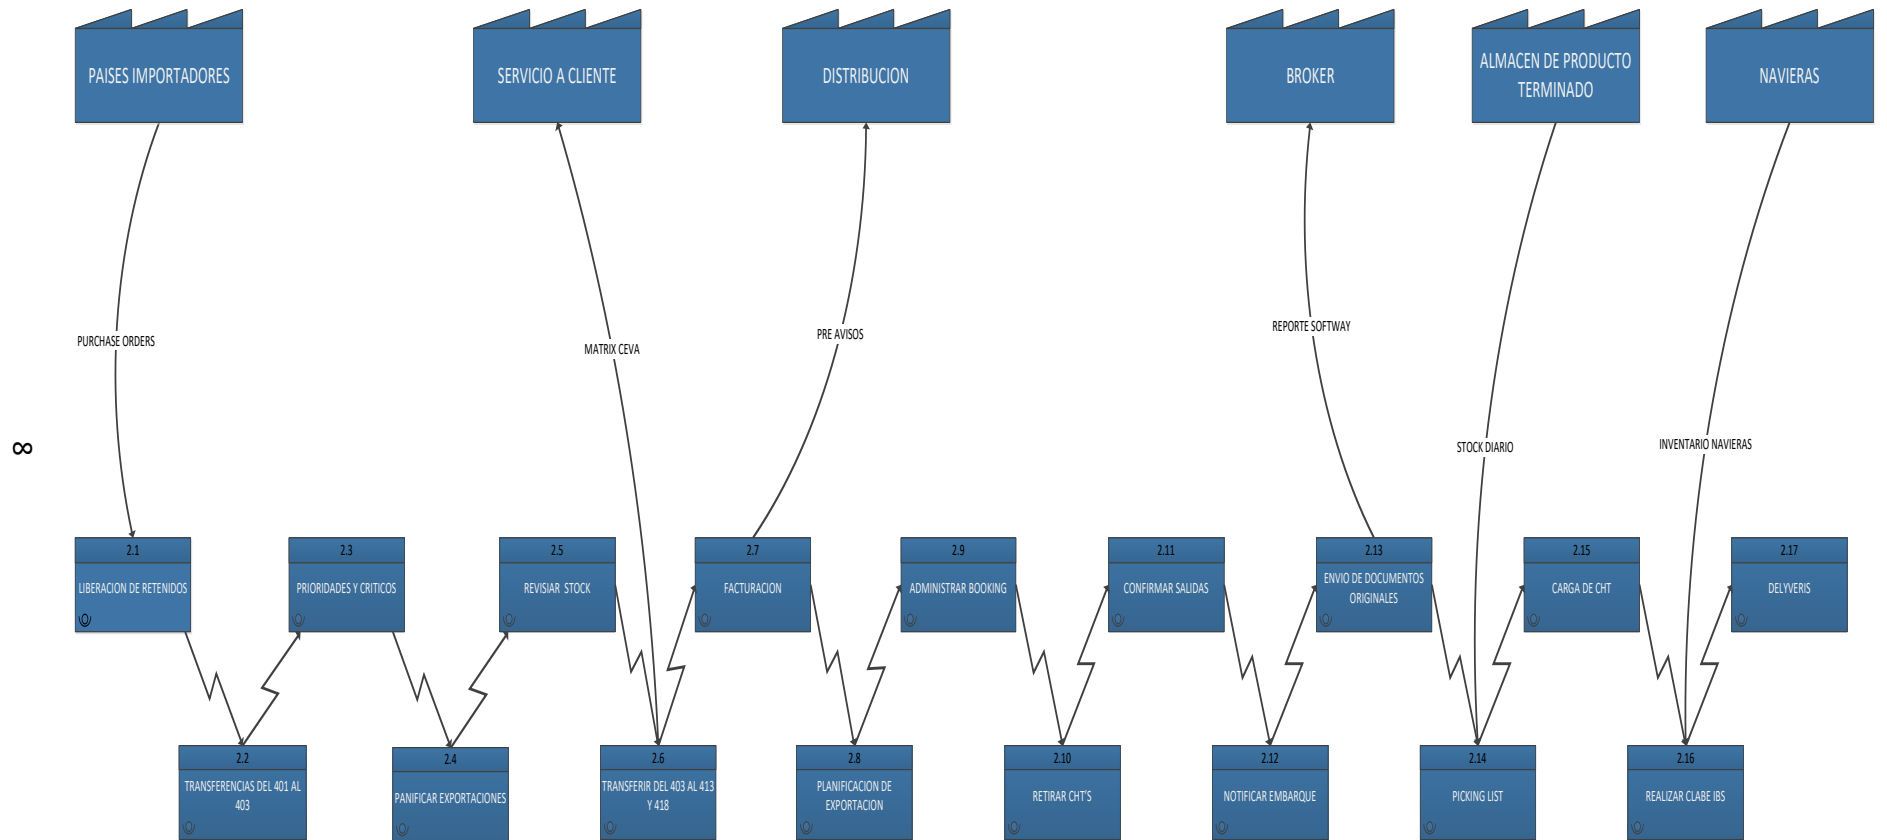 PAISES IMPORTADORES
SERVICIO A CLIENTE
DISTRIBUCION
BROKER
ALMACEN DE PRODUCTO
TERMINADO
NAVIERAS
PURCHASE ORDERS
MATRIX CEVA
PRE AVISOS
REPORTE SOFTWAY
STOCK DIARIO
INVENTARIO NAVIERAS
∞
2.1
LIBERACION DE RETENIDOS
2.3
PRIORIDADES Y CRITICOS
2.5
REVISIAR STOCK
2.7
FACTURACION
2.9
ADMINISTRAR BOOKING
2.11
CONFIRMAR SALIDAS
2.13
ENVIO DE DOCUMENTOS
ORIGINALES
2.15
CARGA DE CHT
2.17
DELYVERIS
2.2
TRANSFERENCIAS DEL 401 AL
403
2.4
PANIFICAR EXPORTACIONES
2.6
TRANSFERIR DEL 403 AL 413
Y 418
2.8
PLANIFICACION DE
EXPORTACION
2.10
RETIRAR CHT'S
2.12
NOTIFICAR EMBARQUE
2.14
PICKING LIST
2.16
REALIZAR CLABE IBS